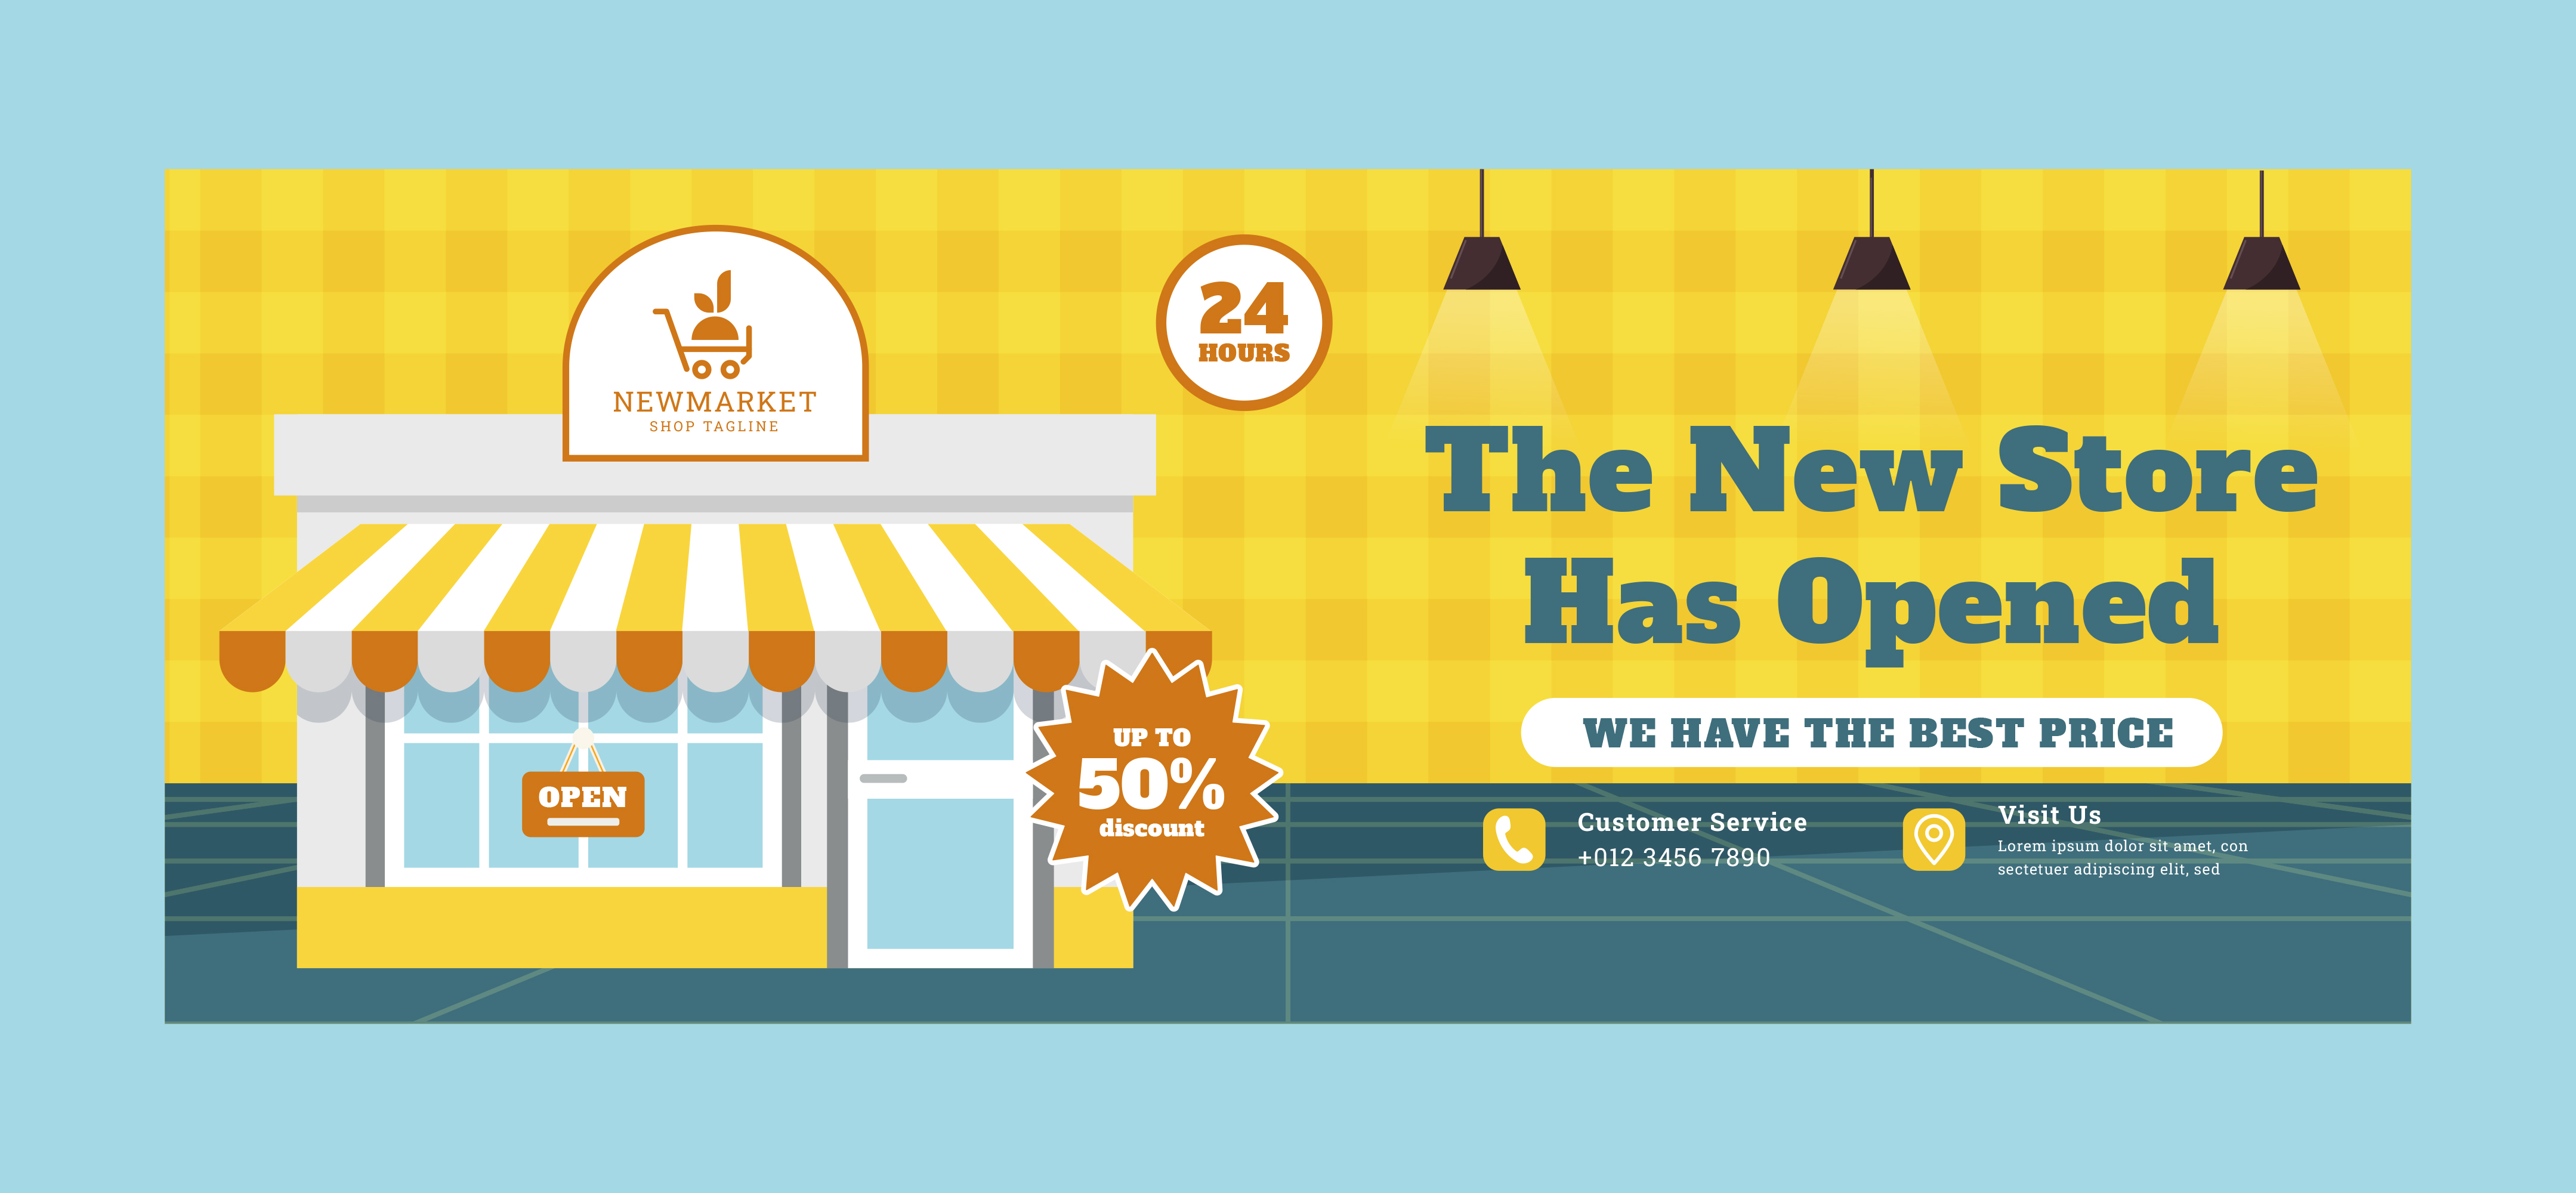 NEWMARKET
SHOP TAGLINE
24
HOURS
OPEN
UP TO
50%
discount
The New Store
Has Opened
WE HAVE THE BEST PRICE
Customer Service
+012 3456 7890
Visit Us
Lorem ipsum dolor sit amet, con
sectetuer adipiscing elit, sed